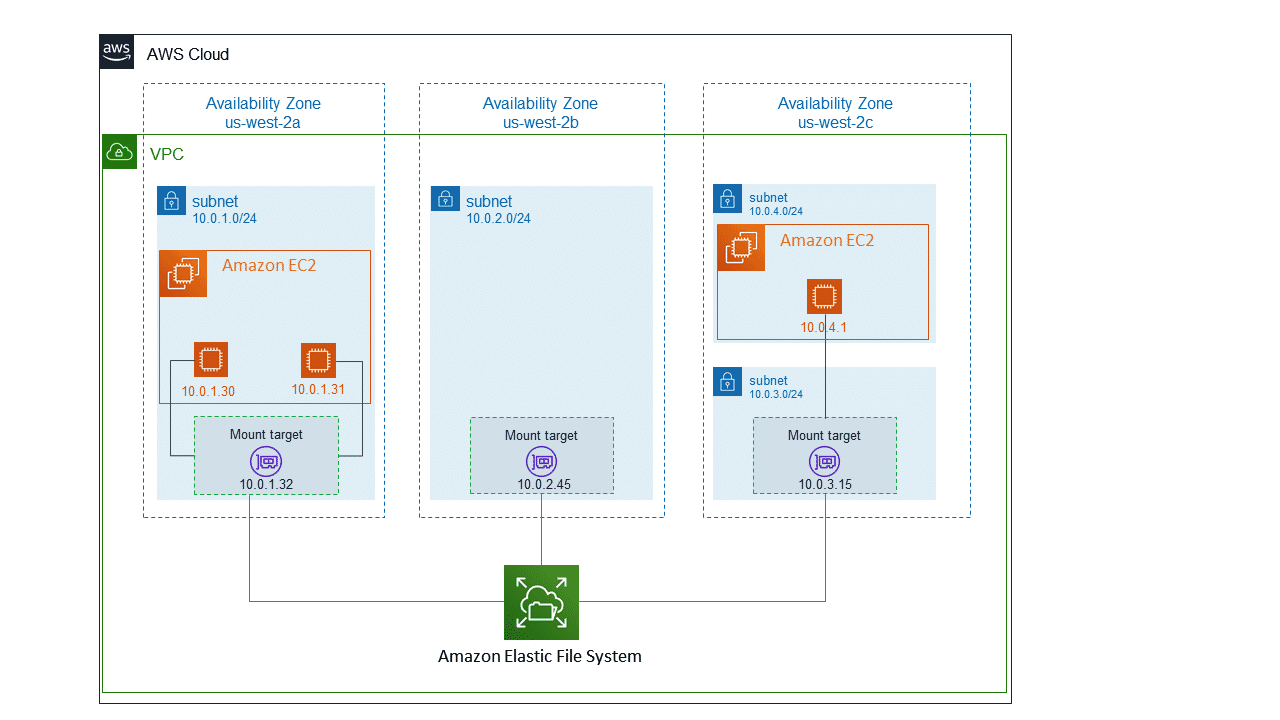 aws
AWS Cloud
Availability Zone
us-west-2a
Availability Zone
us-west-2b
Availability Zone
us-west-2c
VPC
subnet
10.0.1.0/24
Amazon EC2
10.0.1.30
10.0.1.31
Mount target
10.0.1.32
subnet
10.0.2.0/24
Mount target
10.0.2.45
subnet
10.0.4.0/24
Amazon EC2
10.0.4.1
subnet
10.0.3.0/24
Mount target
10.0.3.15
Amazon Elastic File System